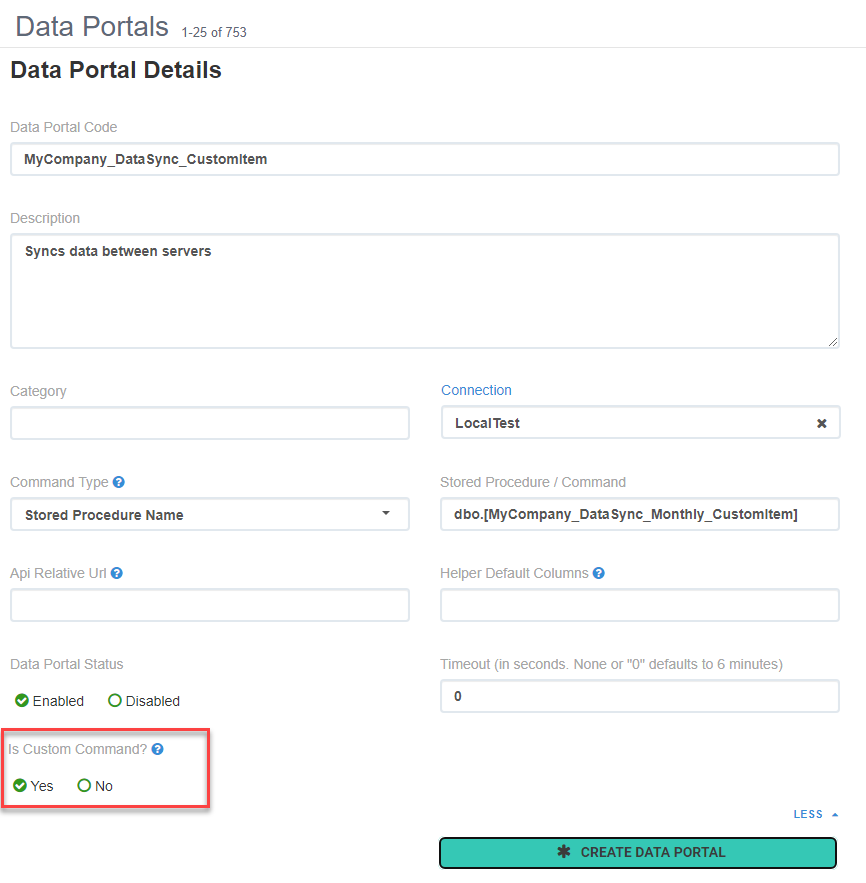 Data Portals 1-25 of 753
Data Portal Details
Data Portal Code
MyCompany_DataSync_CustomItem
Description
Syncs data between servers
Category
Connection
LocalTest
Command Type
Stored Procedure / Command
Stored Procedure Name
dbo.[MyCompany_DataSync_Monthly_CustomItem]
Api Relative Url
Helper Default Columns
Data Portal Status
Timeout (in seconds. None or "0" defaults to 6 minutes)
Enabled Disabled
0
Is Custom Command?
Yes No
LESS
CREATE DATA PORTAL